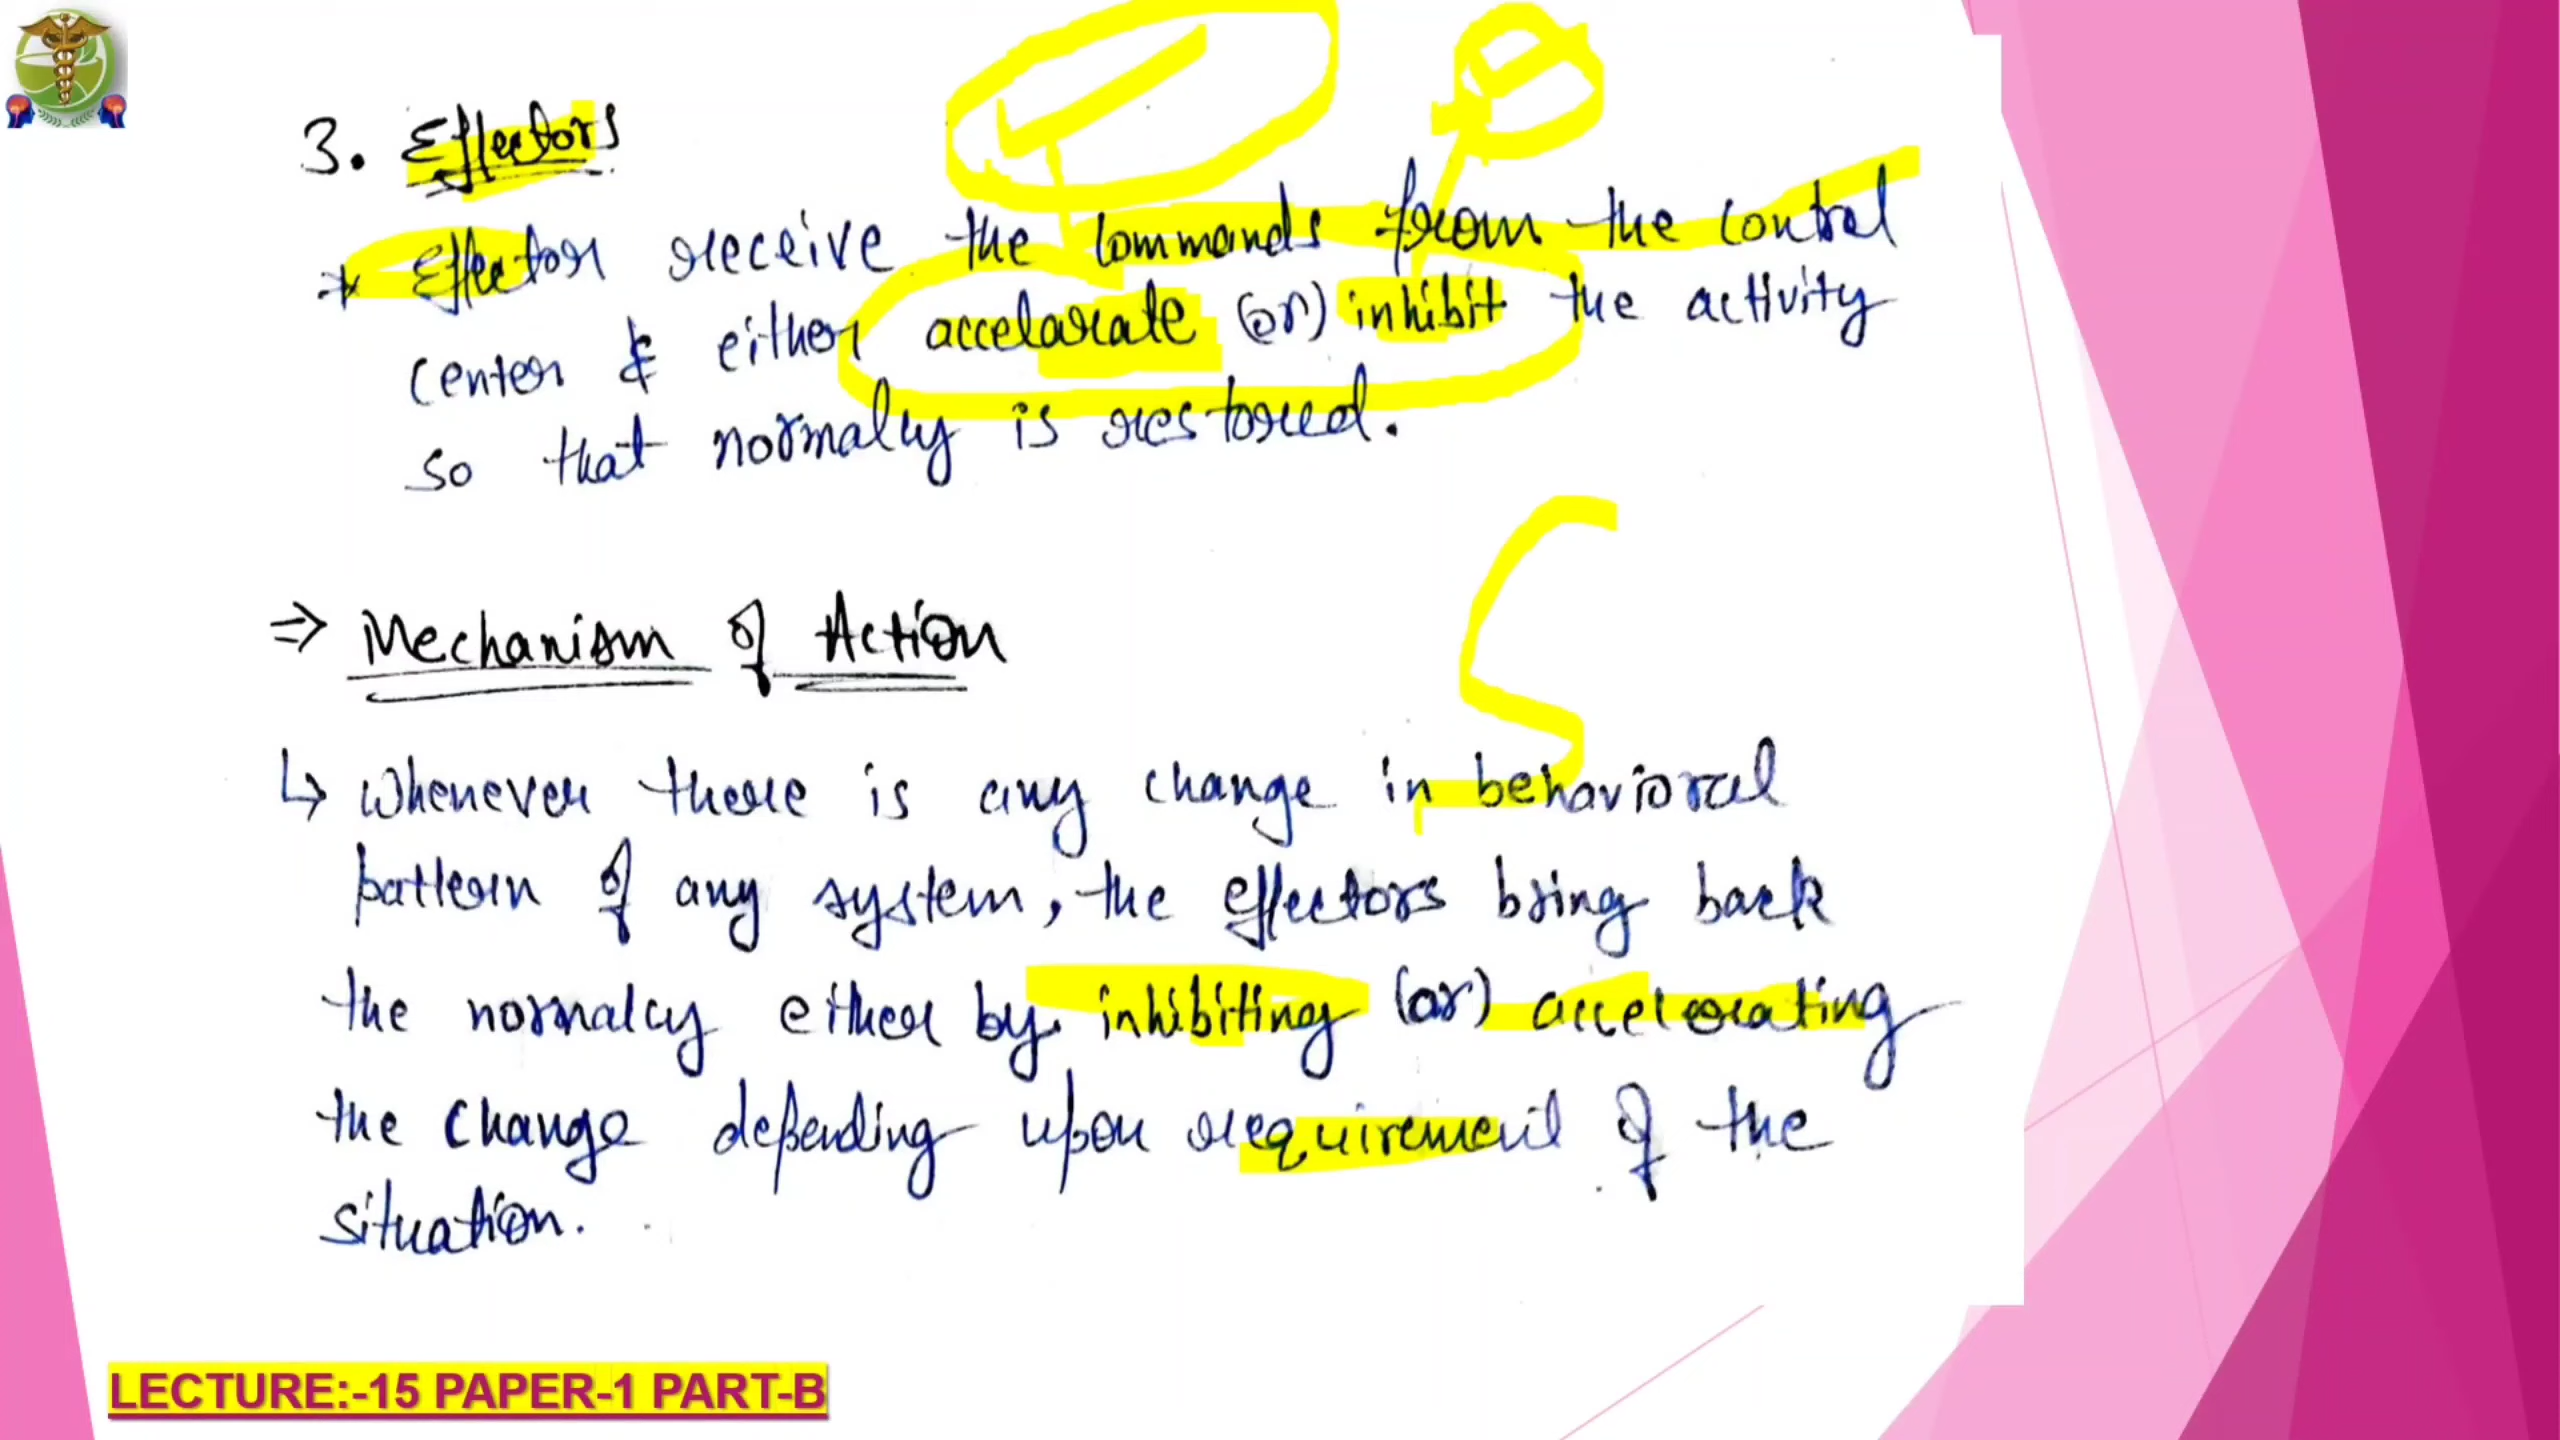 3. Effectors
* Effector receive the commands from the control
center & either accelarate (or) inhibit the activity
so that normalcy is restored.
⇒ Mechanism of Action
↳ Whenever there is any change in behavioral
pattern of any system, the effectors bring back
the normalcy either by inhibiting (or) accelerating
the change depending upon requirement of the
situation.
LECTURE:-15 PAPER-1 PART-B